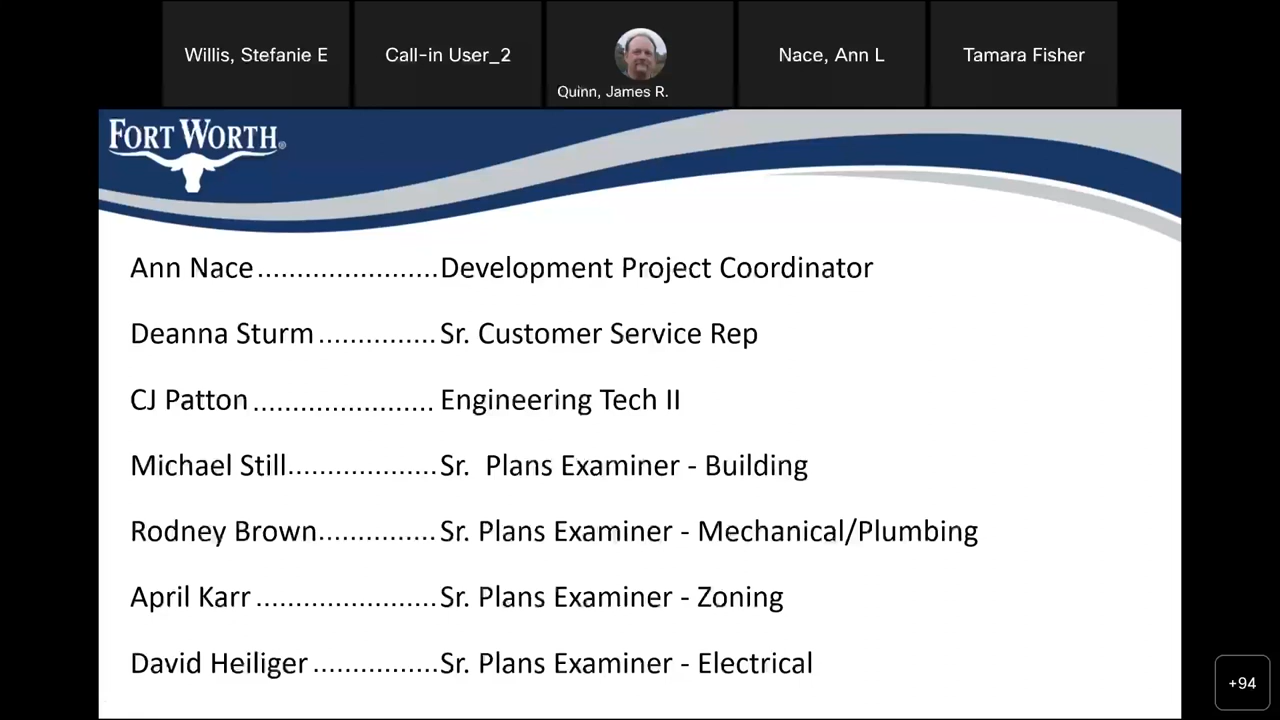 Willis, Stefanie E
Call-in User_2
Quinn, James R.
Nace, Ann L
Tamara Fisher
FORT WORTH®
Ann Nace.......................Development Project Coordinator
Deanna Sturm...............Sr. Customer Service Rep
CJ Patton ....................... Engineering Tech II
Michael Still...................Sr.  Plans Examiner - Building
Rodney Brown...............Sr. Plans Examiner - Mechanical/Plumbing
April Karr .......................Sr. Plans Examiner - Zoning
David Heiliger ................Sr. Plans Examiner - Electrical
+94